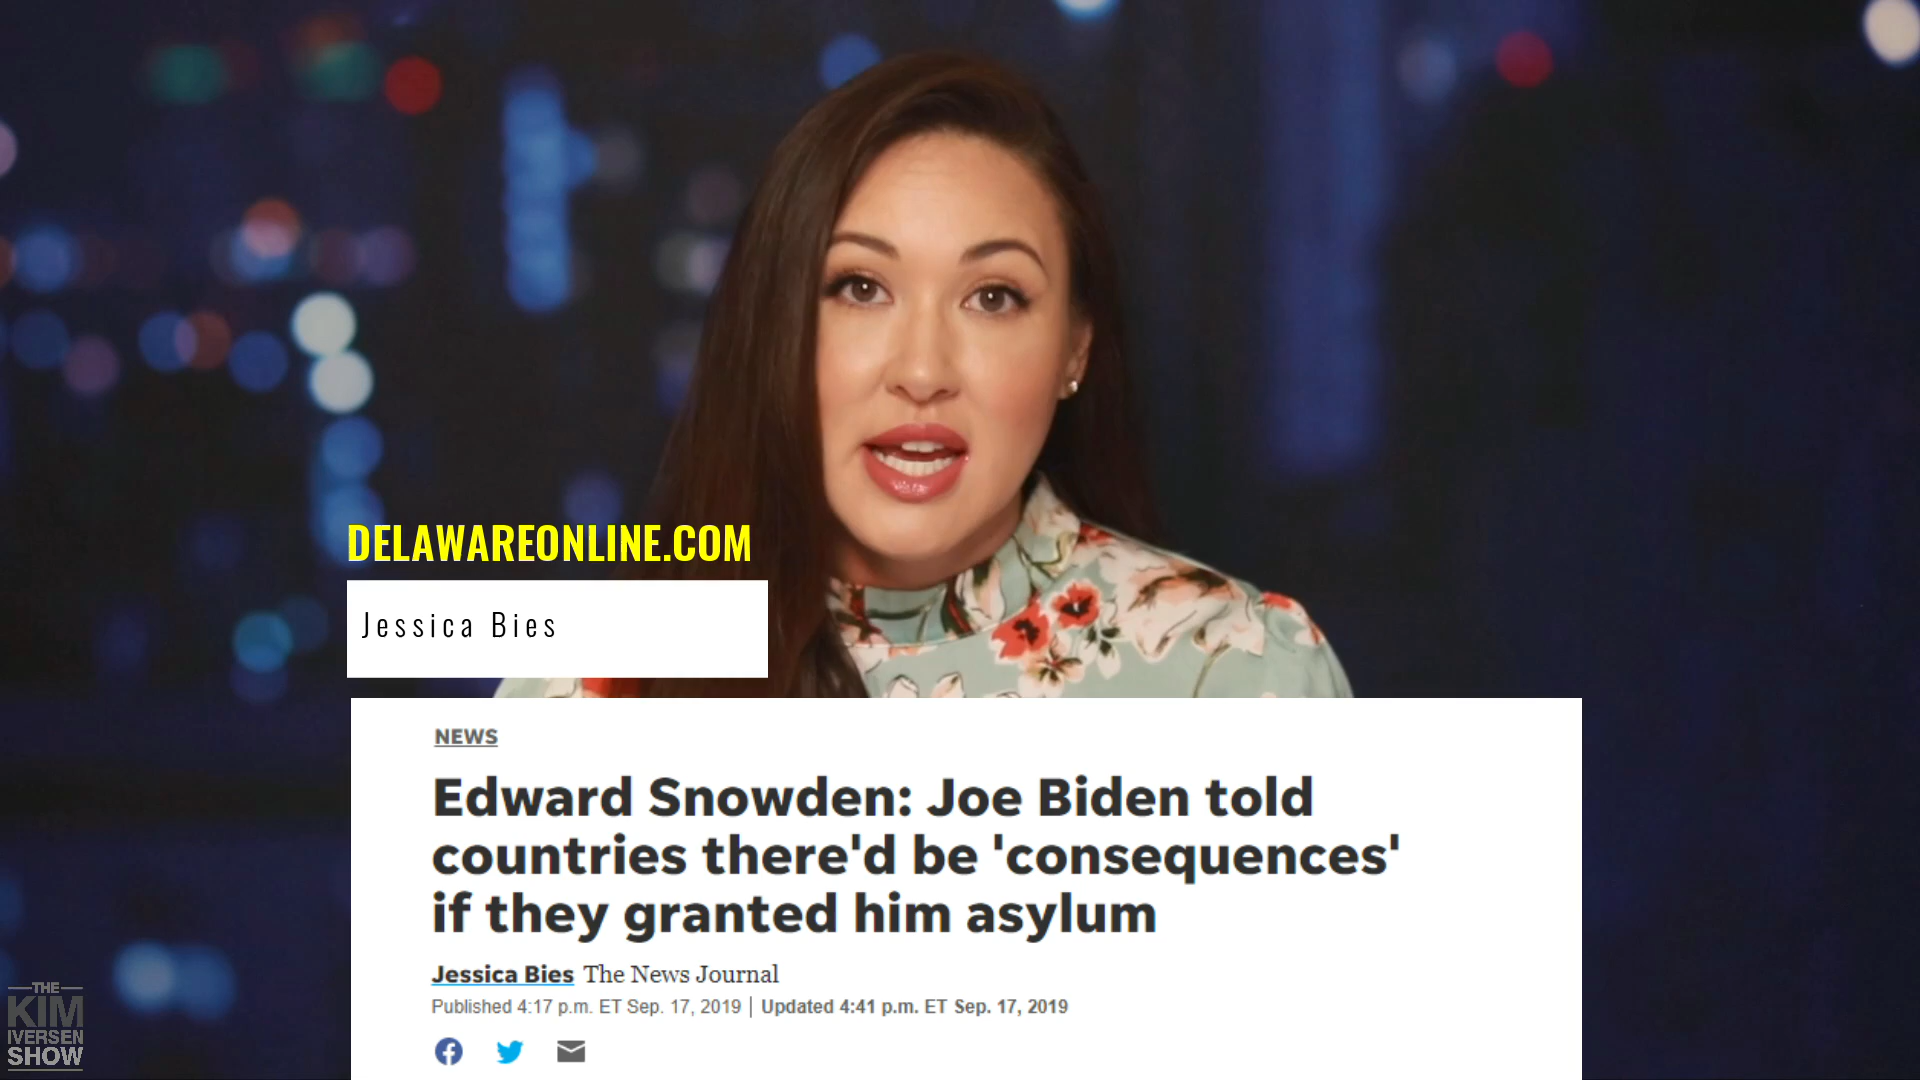 DELAWAREONLINE.COM
Jessica Bies
NEWS
Edward Snowden: Joe Biden told
countries there'd be 'consequences'
if they granted him asylum
Jessica Bies The News Journal
Published 4:17 p.m. ET Sep. 17, 2019 | Updated 4:41 p.m. ET Sep. 17, 2019
THE
KIM
IVERSEN
SHOW